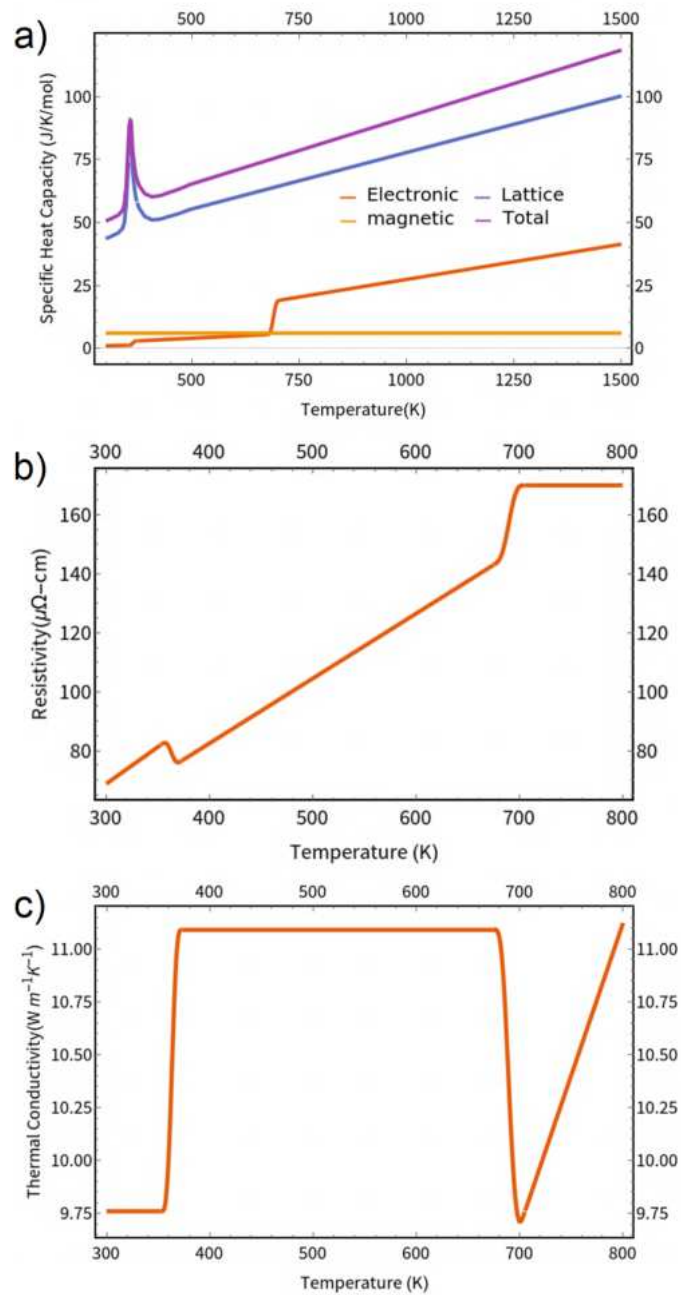 a)
500 750 1000 1250 1500
Specific Heat Capacity (J/K/mol)
100 100
75 75
Electronic Lattice
magnetic Total
50 50
25 25
0 0
500 750 1000 1250 1500
Temperature(K)
b)
300 400 500 600 700 800
Resistivity(μΩ−cm)
160 160
140 140
120 120
100 100
80 80
300 400 500 600 700 800
Temperature (K)
c)
300 400 500 600 700 800
Thermal Conductivity(W m⁻¹K⁻¹)
11.00 11.00
10.75 10.75
10.50 10.50
10.25 10.25
10.00 10.00
9.75 9.75
300 400 500 600 700 800
Temperature (K)